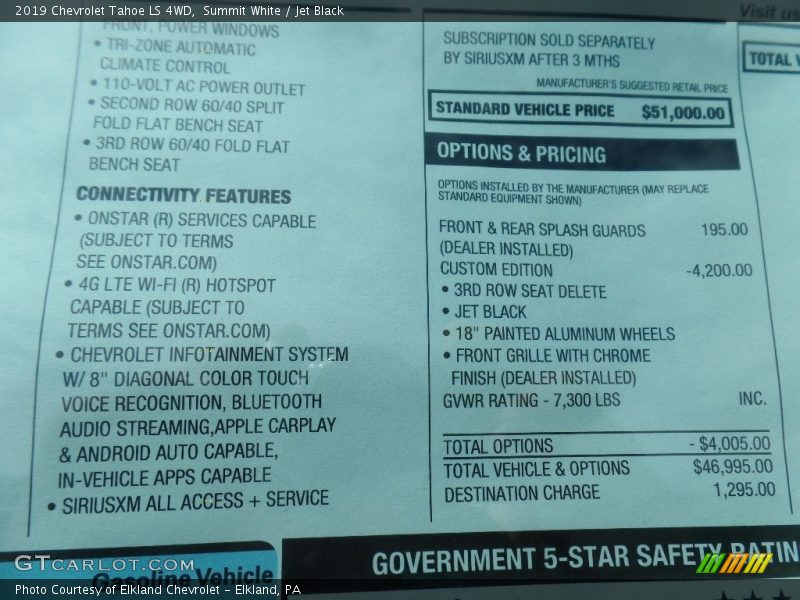 2019 Chevrolet Tahoe LS 4WD, Summit White / Jet Black
FRONT, POWER WINDOWS
• TRI-ZONE AUTOMATIC
CLIMATE CONTROL
• 110-VOLT AC POWER OUTLET
• SECOND ROW 60/40 SPLIT
FOLD FLAT BENCH SEAT
• 3RD ROW 60/40 FOLD FLAT
BENCH SEAT
CONNECTIVITY FEATURES
• ONSTAR (R) SERVICES CAPABLE
(SUBJECT TO TERMS
SEE ONSTAR.COM)
• 4G LTE WI-FI (R) HOTSPOT
CAPABLE (SUBJECT TO
TERMS SEE ONSTAR.COM)
• CHEVROLET INFOTAINMENT SYSTEM
W/ 8" DIAGONAL COLOR TOUCH
VOICE RECOGNITION, BLUETOOTH
AUDIO STREAMING,APPLE CARPLAY
& ANDROID AUTO CAPABLE,
IN-VEHICLE APPS CAPABLE
• SIRIUSXM ALL ACCESS + SERVICE
SUBSCRIPTION SOLD SEPARATELY
BY SIRIUSXM AFTER 3 MTHS
MANUFACTURER'S SUGGESTED RETAIL PRICE
STANDARD VEHICLE PRICE $51,000.00
OPTIONS & PRICING
OPTIONS INSTALLED BY THE MANUFACTURER (MAY REPLACE
STANDARD EQUIPMENT SHOWN)
FRONT & REAR SPLASH GUARDS 195.00
(DEALER INSTALLED)
CUSTOM EDITION -4,200.00
• 3RD ROW SEAT DELETE
• JET BLACK
• 18" PAINTED ALUMINUM WHEELS
• FRONT GRILLE WITH CHROME
FINISH (DEALER INSTALLED)
GVWR RATING - 7,300 LBS INC.
TOTAL OPTIONS - $4,005.00
TOTAL VEHICLE & OPTIONS $46,995.00
DESTINATION CHARGE 1,295.00
Visit us
TOTAL V
GOVERNMENT 5-STAR SAFETY RATIN
Gasoline Vehicle
GTcarlot.com
Photo Courtesy of Elkland Chevrolet - Elkland, PA